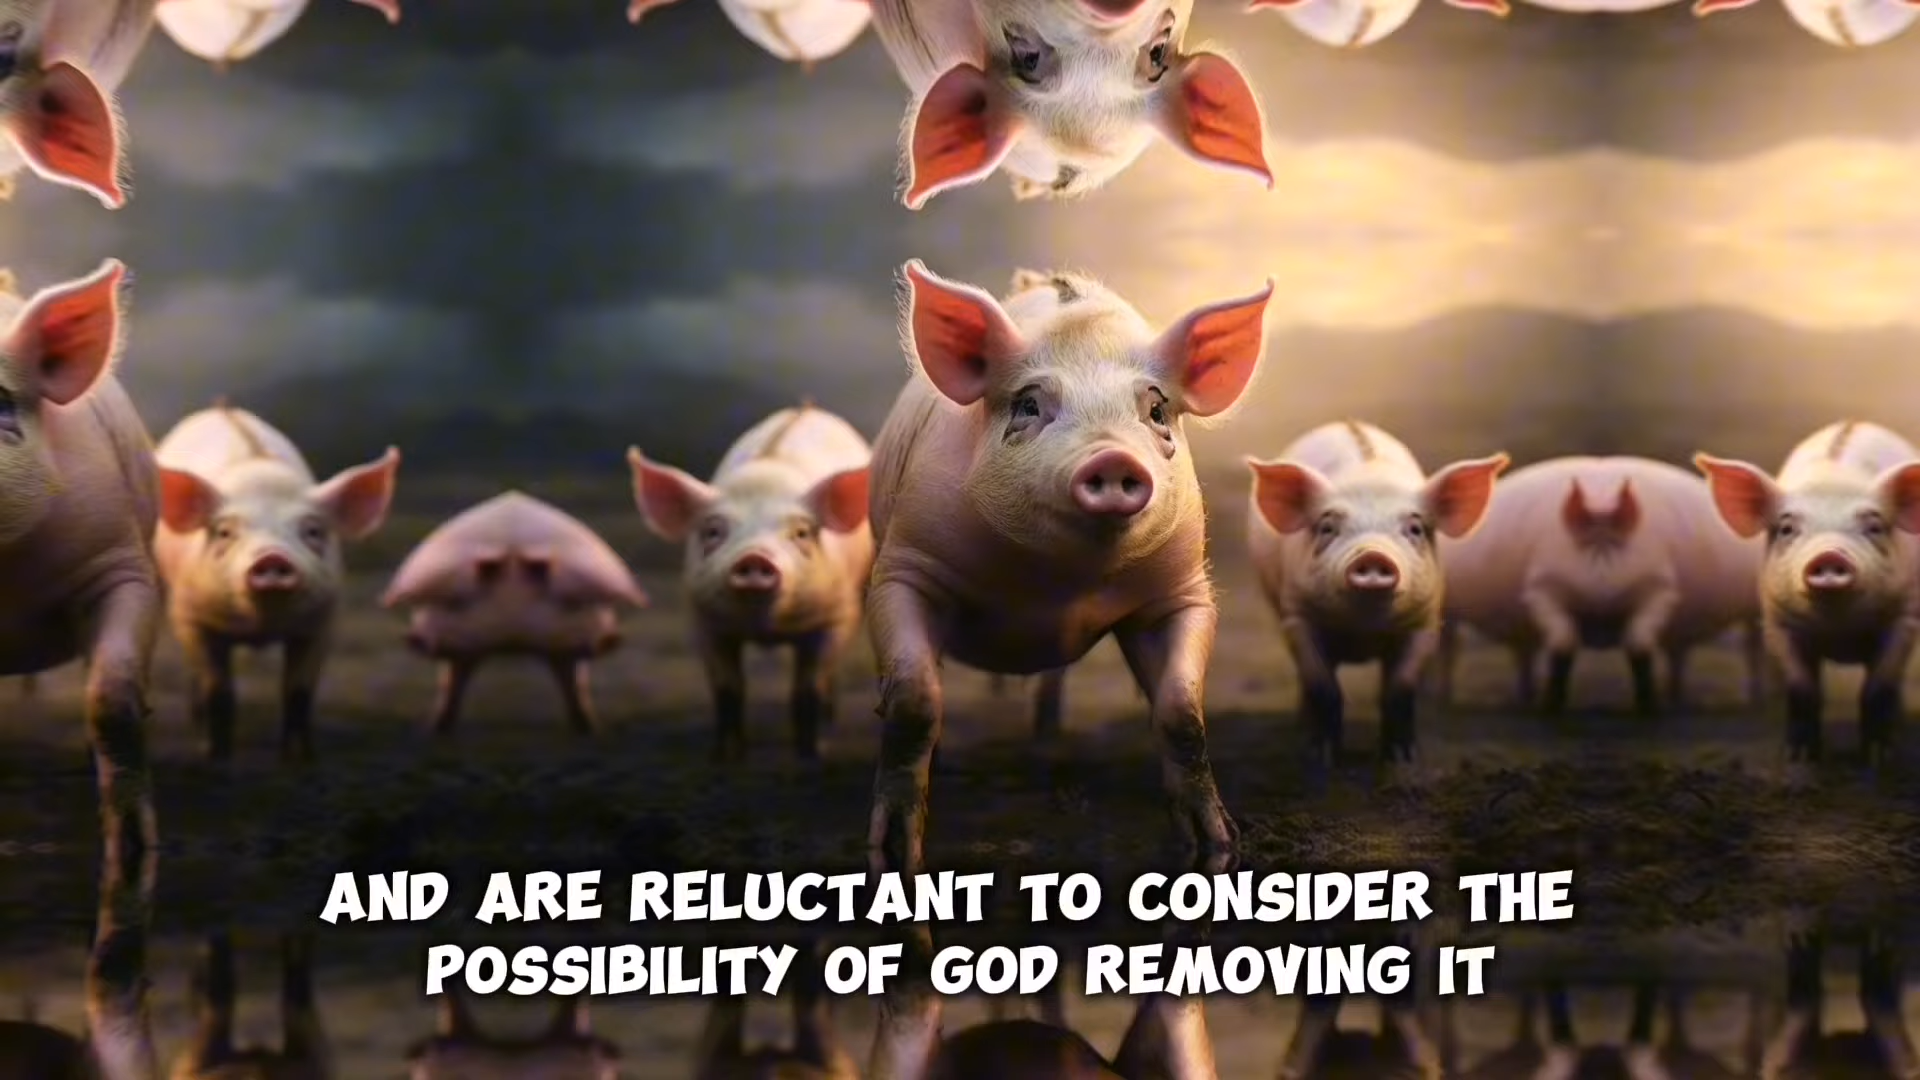 AND ARE RELUCTANT TO CONSIDER THE
POSSIBILITY OF GOD REMOVING IT